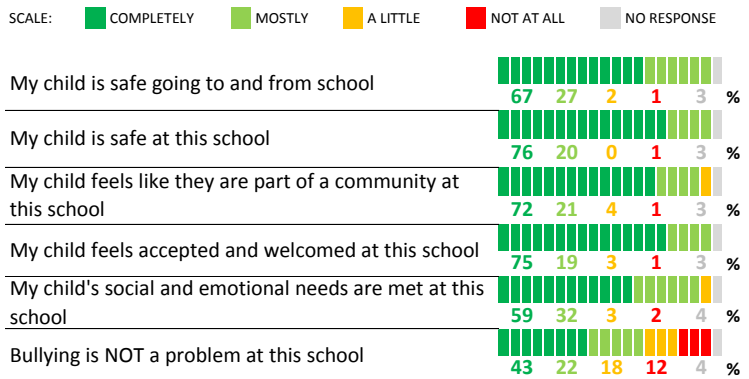 SCALE: COMPLETELY MOSTLY A LITTLE NOT AT ALL NO RESPONSE
My child is safe going to and from school
67 27 2 1 3 %
My child is safe at this school
76 20 0 1 3 %
My child feels like they are part of a community at
this school
72 21 4 1 3 %
My child feels accepted and welcomed at this school
75 19 3 1 3 %
My child's social and emotional needs are met at this
school
59 32 3 2 4 %
Bullying is NOT a problem at this school
43 22 18 12 4 %